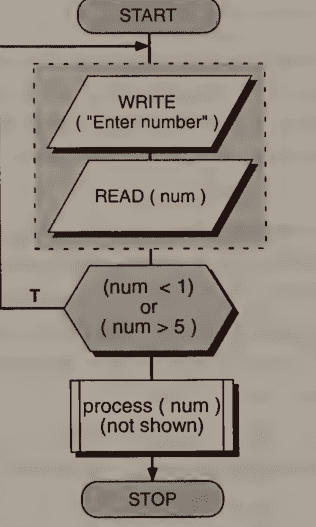 START
WRITE
( "Enter number" )
READ ( num )
T
(num < 1)
or
( num > 5 )
process ( num )
(not shown)
STOP